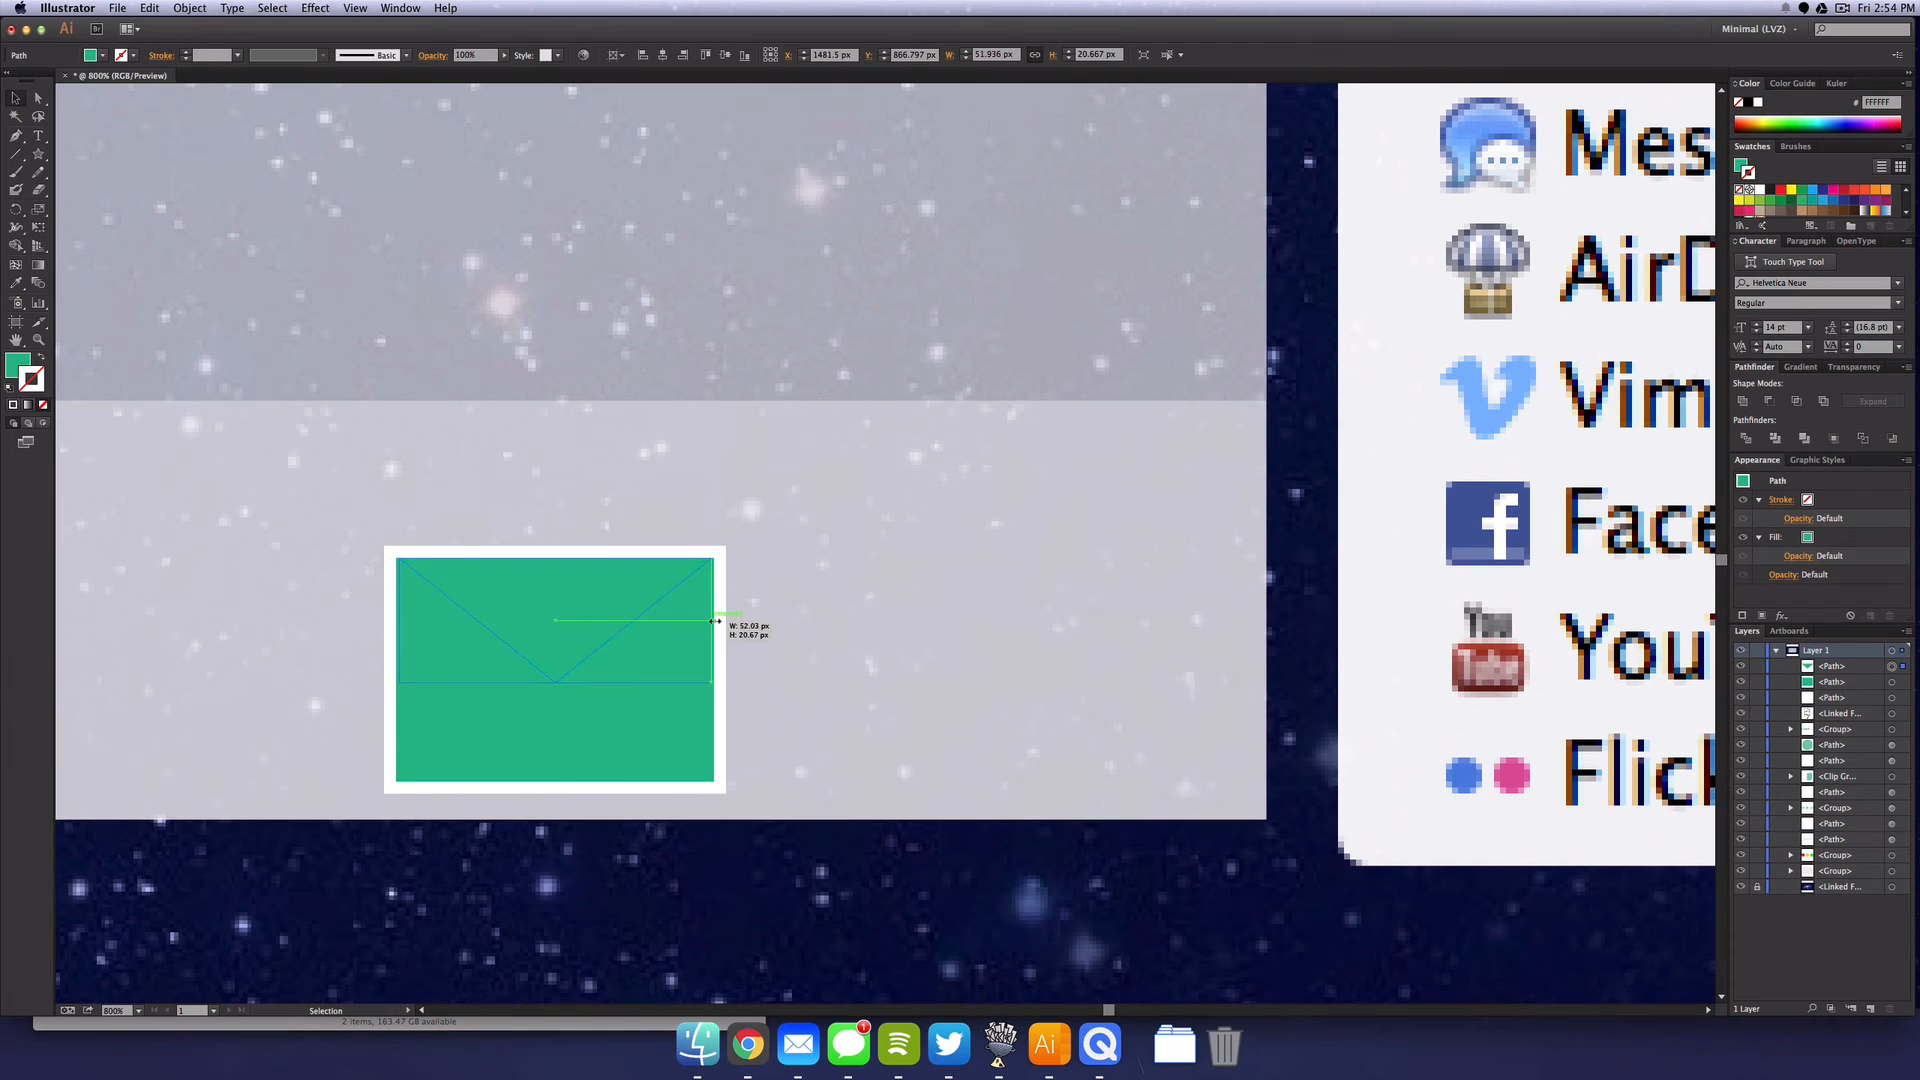 Illustrator File Edit Object Type Select Effect View Window Help
Fri 2:54 PM
Ai Br
Minimal (LVZ)
Path Stroke: Basic Opacity: 100% Style: X: 1481.5 px Y: 866.797 px W: 51.936 px H: 20.667 px
* @ 800% (RGB/Preview)
Color Color Guide Kuler
# FFFFFF
Swatches Brushes
Character Paragraph OpenType
Touch Type Tool
Helvetica Neue
Regular
14 pt (16.8 pt)
Auto 0
Pathfinder Gradient Transparency
Shape Modes:
Expand
Pathfinders:
Appearance Graphic Styles
Path
Stroke:
Opacity: Default
Fill:
Opacity: Default
Opacity: Default
Layers Artboards
Layer 1
<Path>
<Path>
<Path>
<Linked F...
<Group>
<Path>
<Path>
<Clip Gr...
<Path>
<Group>
<Path>
<Path>
<Group>
<Group>
<Linked F...
1 Layer
Mes
AirD
Vim
f Face
You Tube You
Flick
W: 52.03 px
H: 20.67 px
800% 1 Selection
2 items, 163.47 GB available
1
Ai